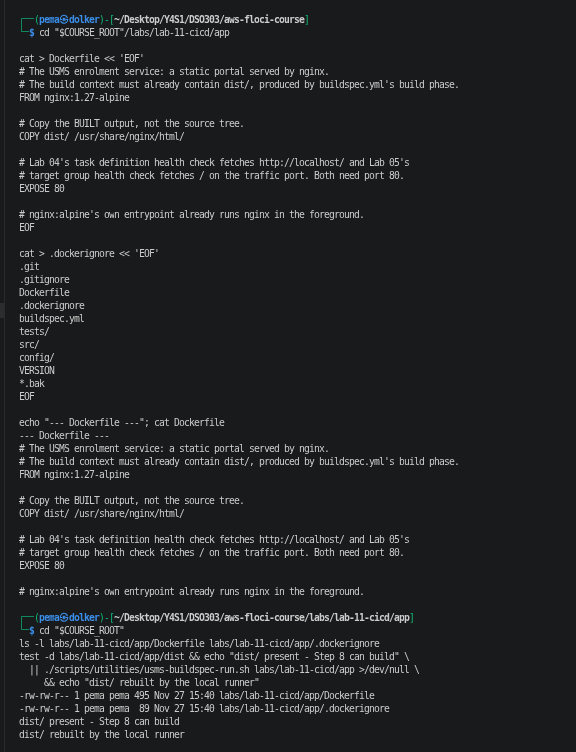 ┌──(pema㉿dolker)-[~/Desktop/Y4S1/DSO303/aws-floci-course]
└─$ cd "$COURSE_ROOT"/labs/lab-11-cicd/app
cat > Dockerfile << 'EOF'
# The USMS enrolment service: a static portal served by nginx.
# The build context must already contain dist/, produced by buildspec.yml's build phase.
FROM nginx:1.27-alpine
# Copy the BUILT output, not the source tree.
COPY dist/ /usr/share/nginx/html/
# Lab 04's task definition health check fetches http://localhost/ and Lab 05's
# target group health check fetches / on the traffic port. Both need port 80.
EXPOSE 80
# nginx:alpine's own entrypoint already runs nginx in the foreground.
EOF
cat > .dockerignore << 'EOF'
.git
.gitignore
Dockerfile
.dockerignore
buildspec.yml
tests/
src/
config/
VERSION
*.bak
EOF
echo "--- Dockerfile ---"; cat Dockerfile
--- Dockerfile ---
# The USMS enrolment service: a static portal served by nginx.
# The build context must already contain dist/, produced by buildspec.yml's build phase.
FROM nginx:1.27-alpine
# Copy the BUILT output, not the source tree.
COPY dist/ /usr/share/nginx/html/
# Lab 04's task definition health check fetches http://localhost/ and Lab 05's
# target group health check fetches / on the traffic port. Both need port 80.
EXPOSE 80
# nginx:alpine's own entrypoint already runs nginx in the foreground.
┌──(pema㉿dolker)-[~/Desktop/Y4S1/DSO303/aws-floci-course/labs/lab-11-cicd/app]
└─$ cd "$COURSE_ROOT"
ls -l labs/lab-11-cicd/app/Dockerfile labs/lab-11-cicd/app/.dockerignore
test -d labs/lab-11-cicd/app/dist && echo "dist/ present - Step 8 can build" \
  || ./scripts/utilities/usms-buildspec-run.sh labs/lab-11-cicd/app >/dev/null \
     && echo "dist/ rebuilt by the local runner"
-rw-rw-r-- 1 pema pema 495 Nov 27 15:40 labs/lab-11-cicd/app/Dockerfile
-rw-rw-r-- 1 pema pema  89 Nov 27 15:40 labs/lab-11-cicd/app/.dockerignore
dist/ present - Step 8 can build
dist/ rebuilt by the local runner